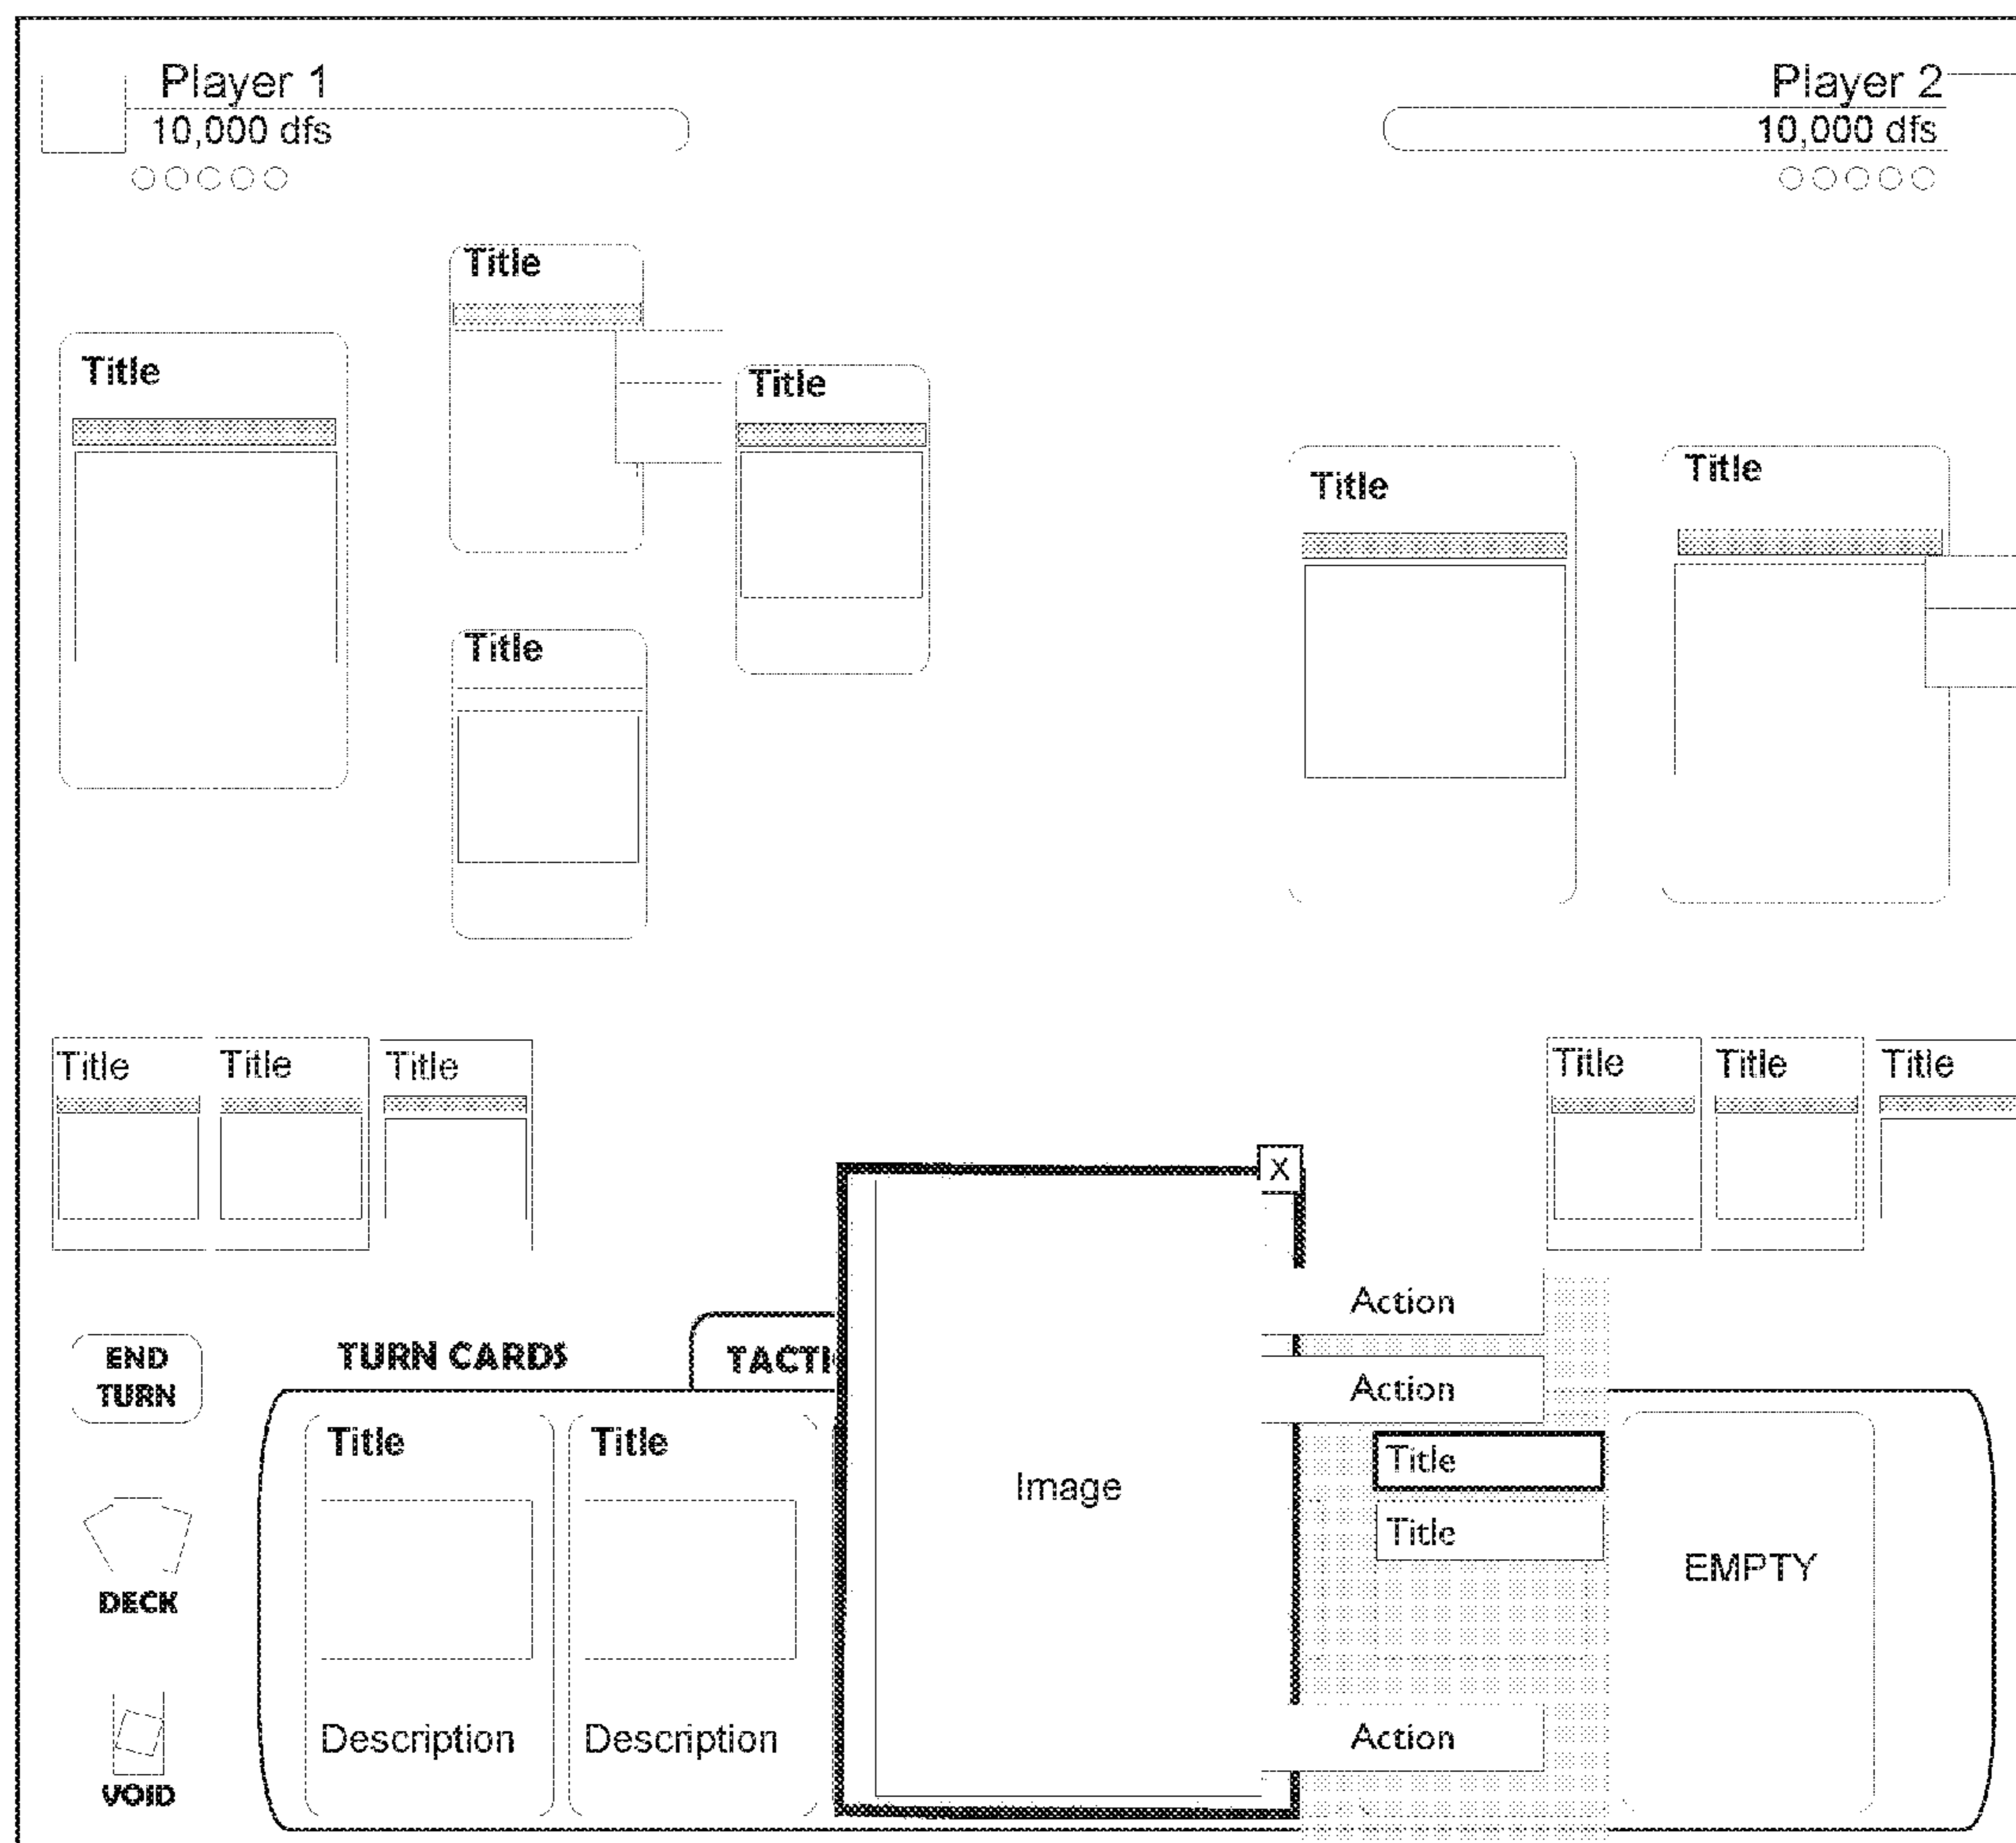 Player 1
10,000 dfs
Player 2
10,000 dfs
Title
Title
Title
Title
Title
Title
Title
Title
Title
Title
Title
Title
X
Action
END
TURN
TURN CARDS
TACTI
Action
Title
Title
Title
Title
Image
EMPTY
DECK
Description
Description
Action
VOID